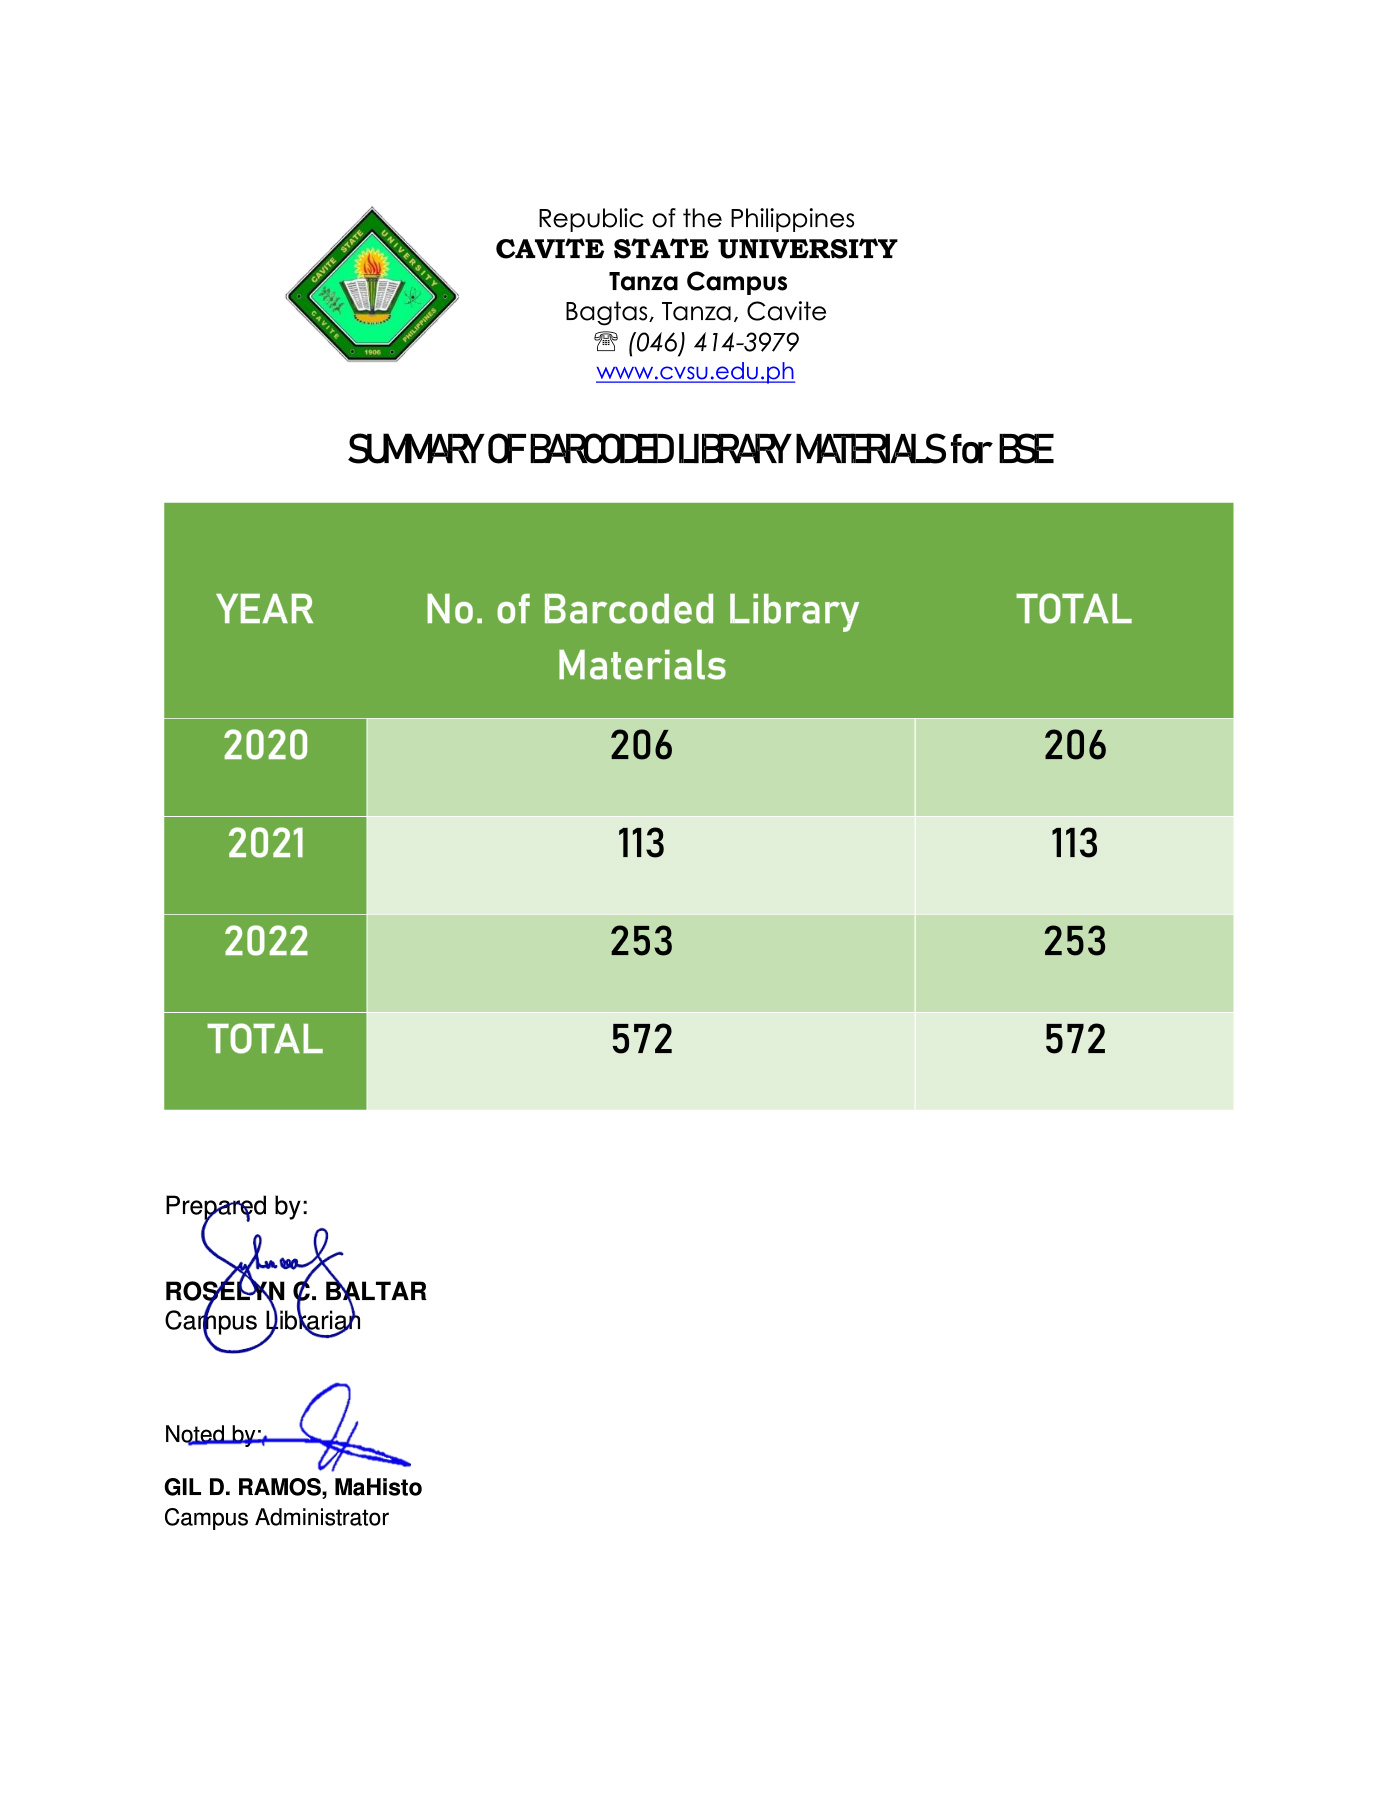 Republic of the Philippines
CAVITE STATE UNIVERSITY
Tanza Campus
Bagtas, Tanza, Cavite
☏ (046) 414-3979
www.cvsu.edu.ph
CAVITE STATE UNIVERSITY
CAVITE PHILIPPINES
1906
SUMMARY OF BARCODED LIBRARY MATERIALS for BSE
YEAR No. of Barcoded Library TOTAL
Materials
2020 206 206
2021 113 113
2022 253 253
TOTAL 572 572
Prepared by:
ROSELYN C. BALTAR
Campus Librarian
Noted by:
GIL D. RAMOS, MaHisto
Campus Administrator